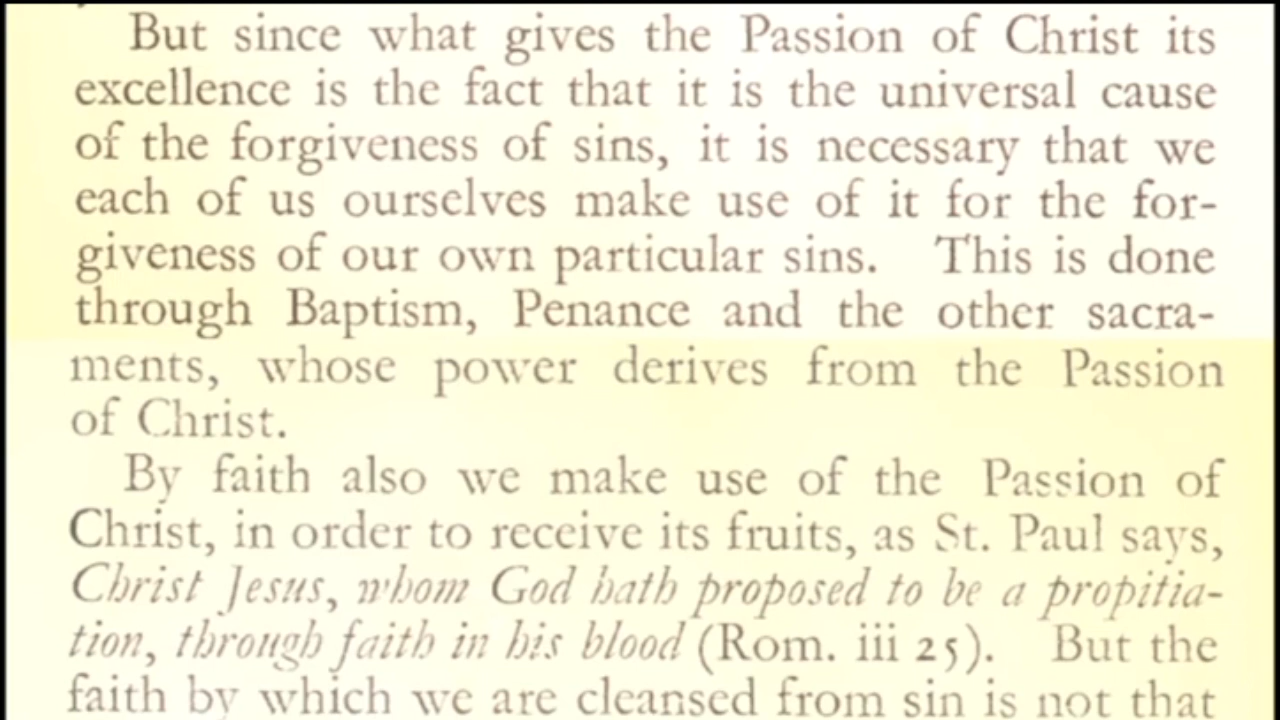 But since what gives the Passion of Christ its
excellence is the fact that it is the universal cause
of the forgiveness of sins, it is necessary that we
each of us ourselves make use of it for the for-
giveness of our own particular sins. This is done
through Baptism, Penance and the other sacra-
ments, whose power derives from the Passion
of Christ.
By faith also we make use of the Passion of
Christ, in order to receive its fruits, as St. Paul says,
Christ Jesus, whom God hath proposed to be a propitia-
tion, through faith in his blood (Rom. iii 25). But the
faith by which we are cleansed from sin is not that